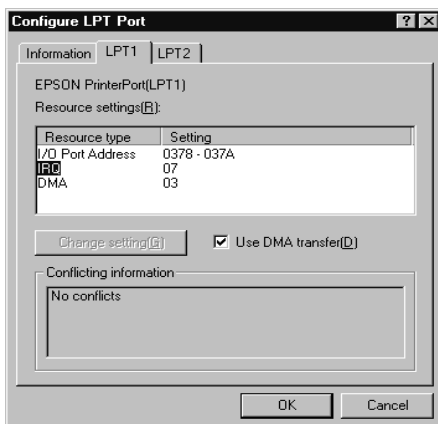 Configure LPT Port
Information LPT1 LPT2
EPSON PrinterPort(LPT1)
Resource settings(R):
Resource type Setting
I/O Port Address 0378 - 037A
IRQ 07
DMA 03
Change setting(G) Use DMA transfer(D)
Conflicting information
No conflicts
OK Cancel